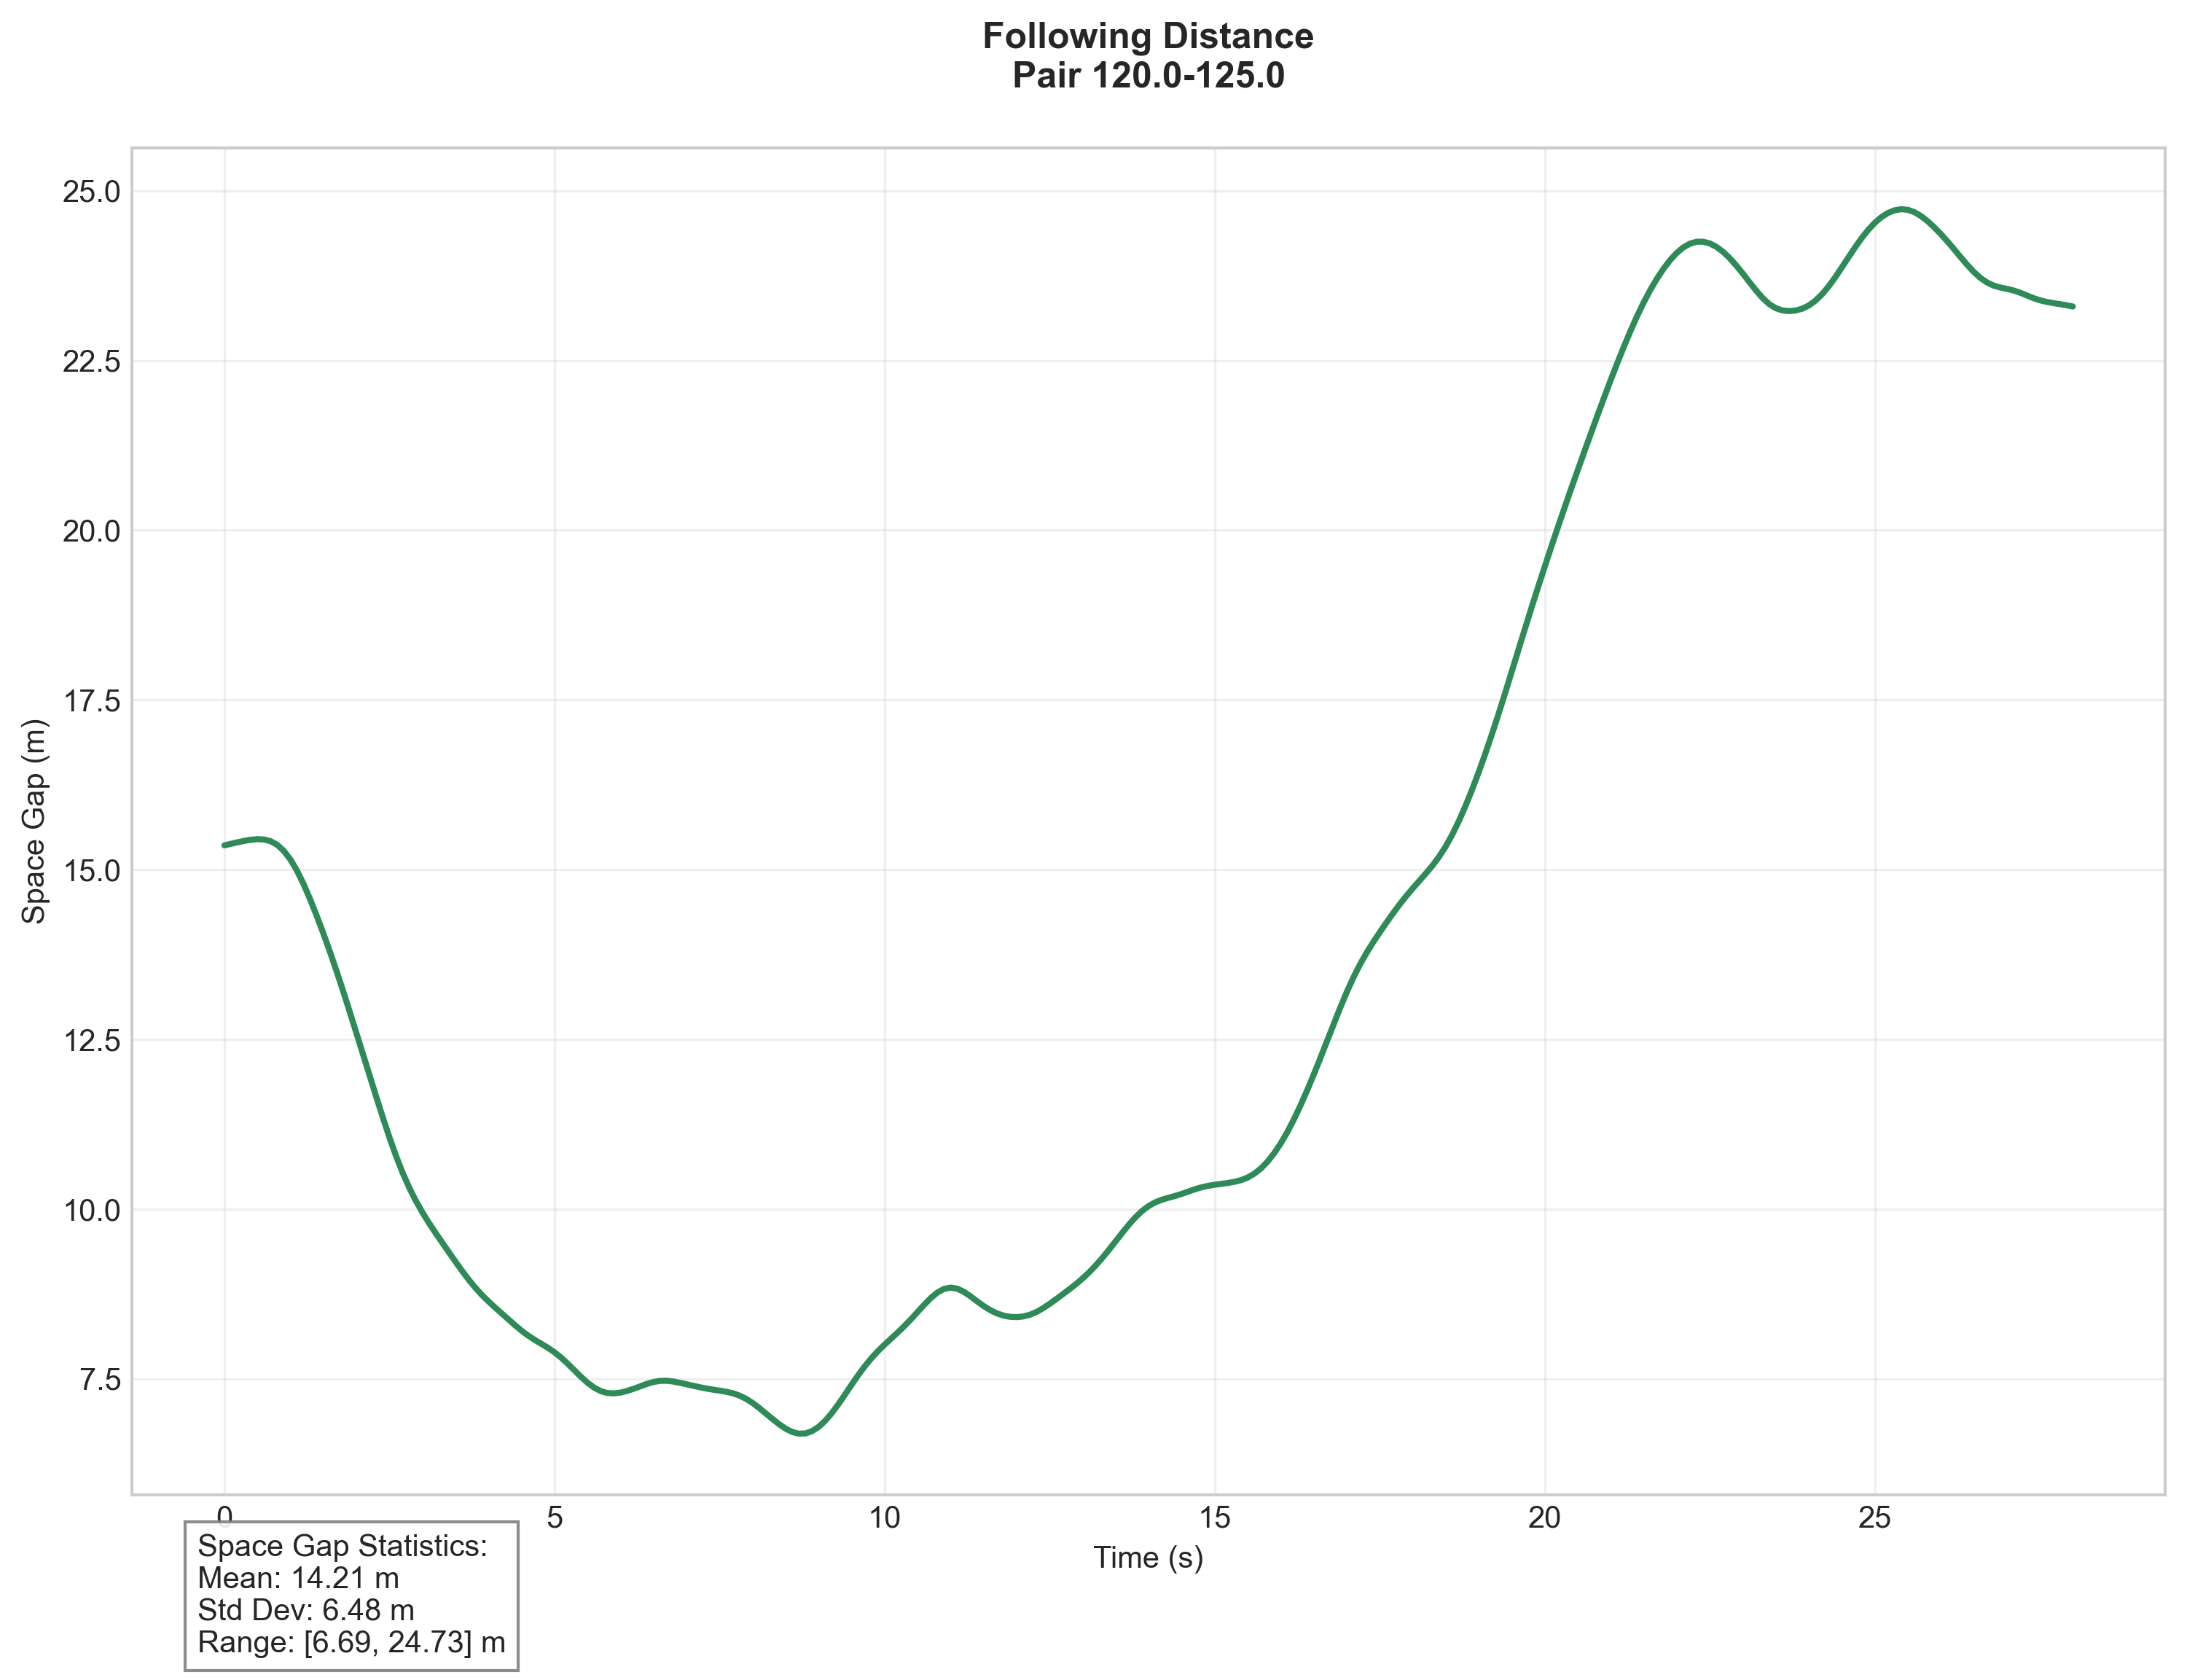 Following Distance
Pair 120.0-125.0
25.0
22.5
20.0
17.5
15.0
12.5
10.0
7.5
Space Gap (m)
0
5
10
15
20
25
Time (s)
Space Gap Statistics:
Mean: 14.21 m
Std Dev: 6.48 m
Range: [6.69, 24.73] m